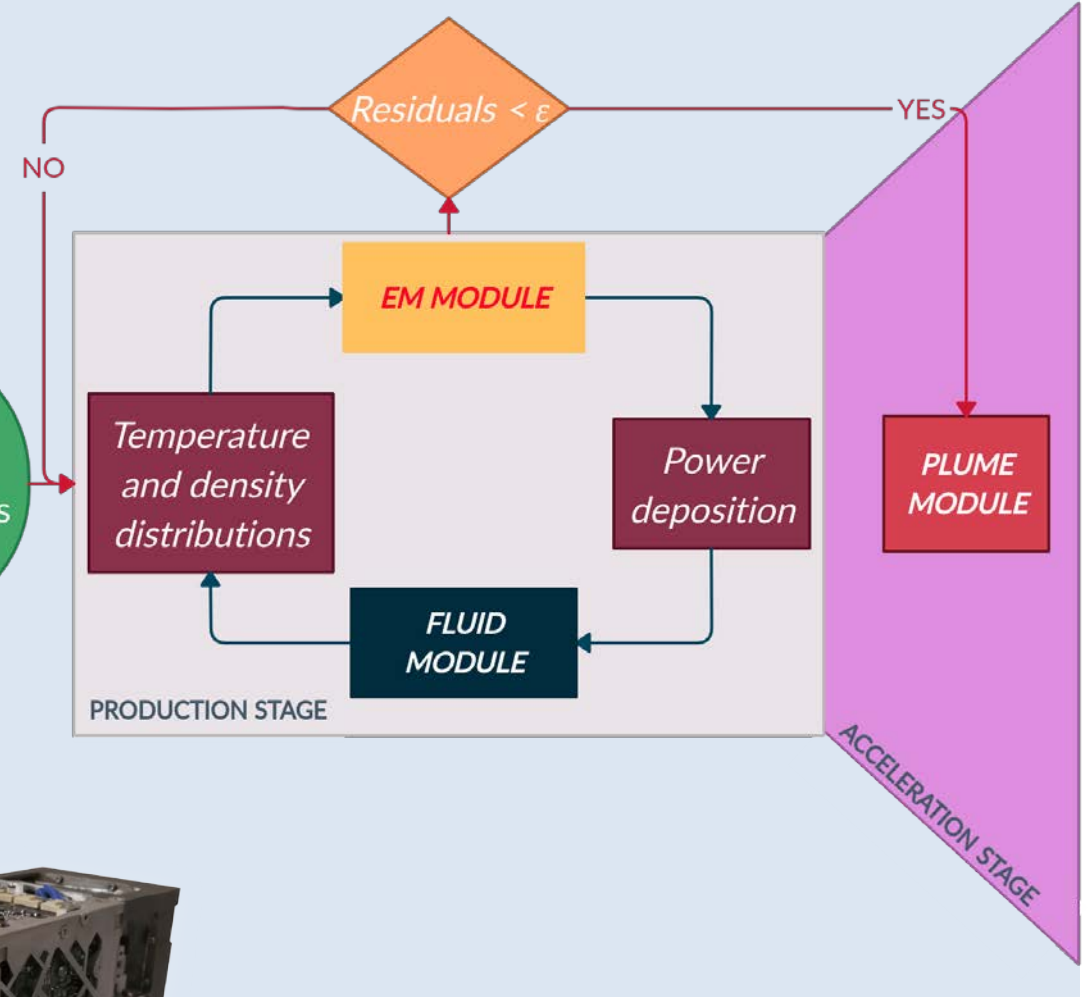 Residuals < ε
YES
NO
EM MODULE
Temperature
and density
distributions
Power
deposition
PLUME
MODULE
FLUID
MODULE
PRODUCTION STAGE
ACCELERATION STAGE